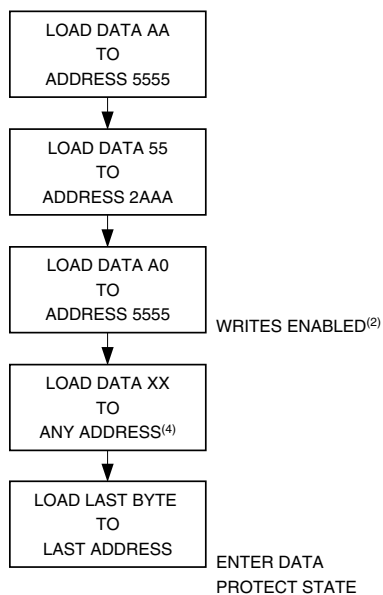 LOAD DATA AA
TO
ADDRESS 5555
LOAD DATA 55
TO
ADDRESS 2AAA
LOAD DATA A0
TO
ADDRESS 5555
WRITES ENABLED(2)
LOAD DATA XX
TO
ANY ADDRESS(4)
LOAD LAST BYTE
TO
LAST ADDRESS
ENTER DATA
PROTECT STATE